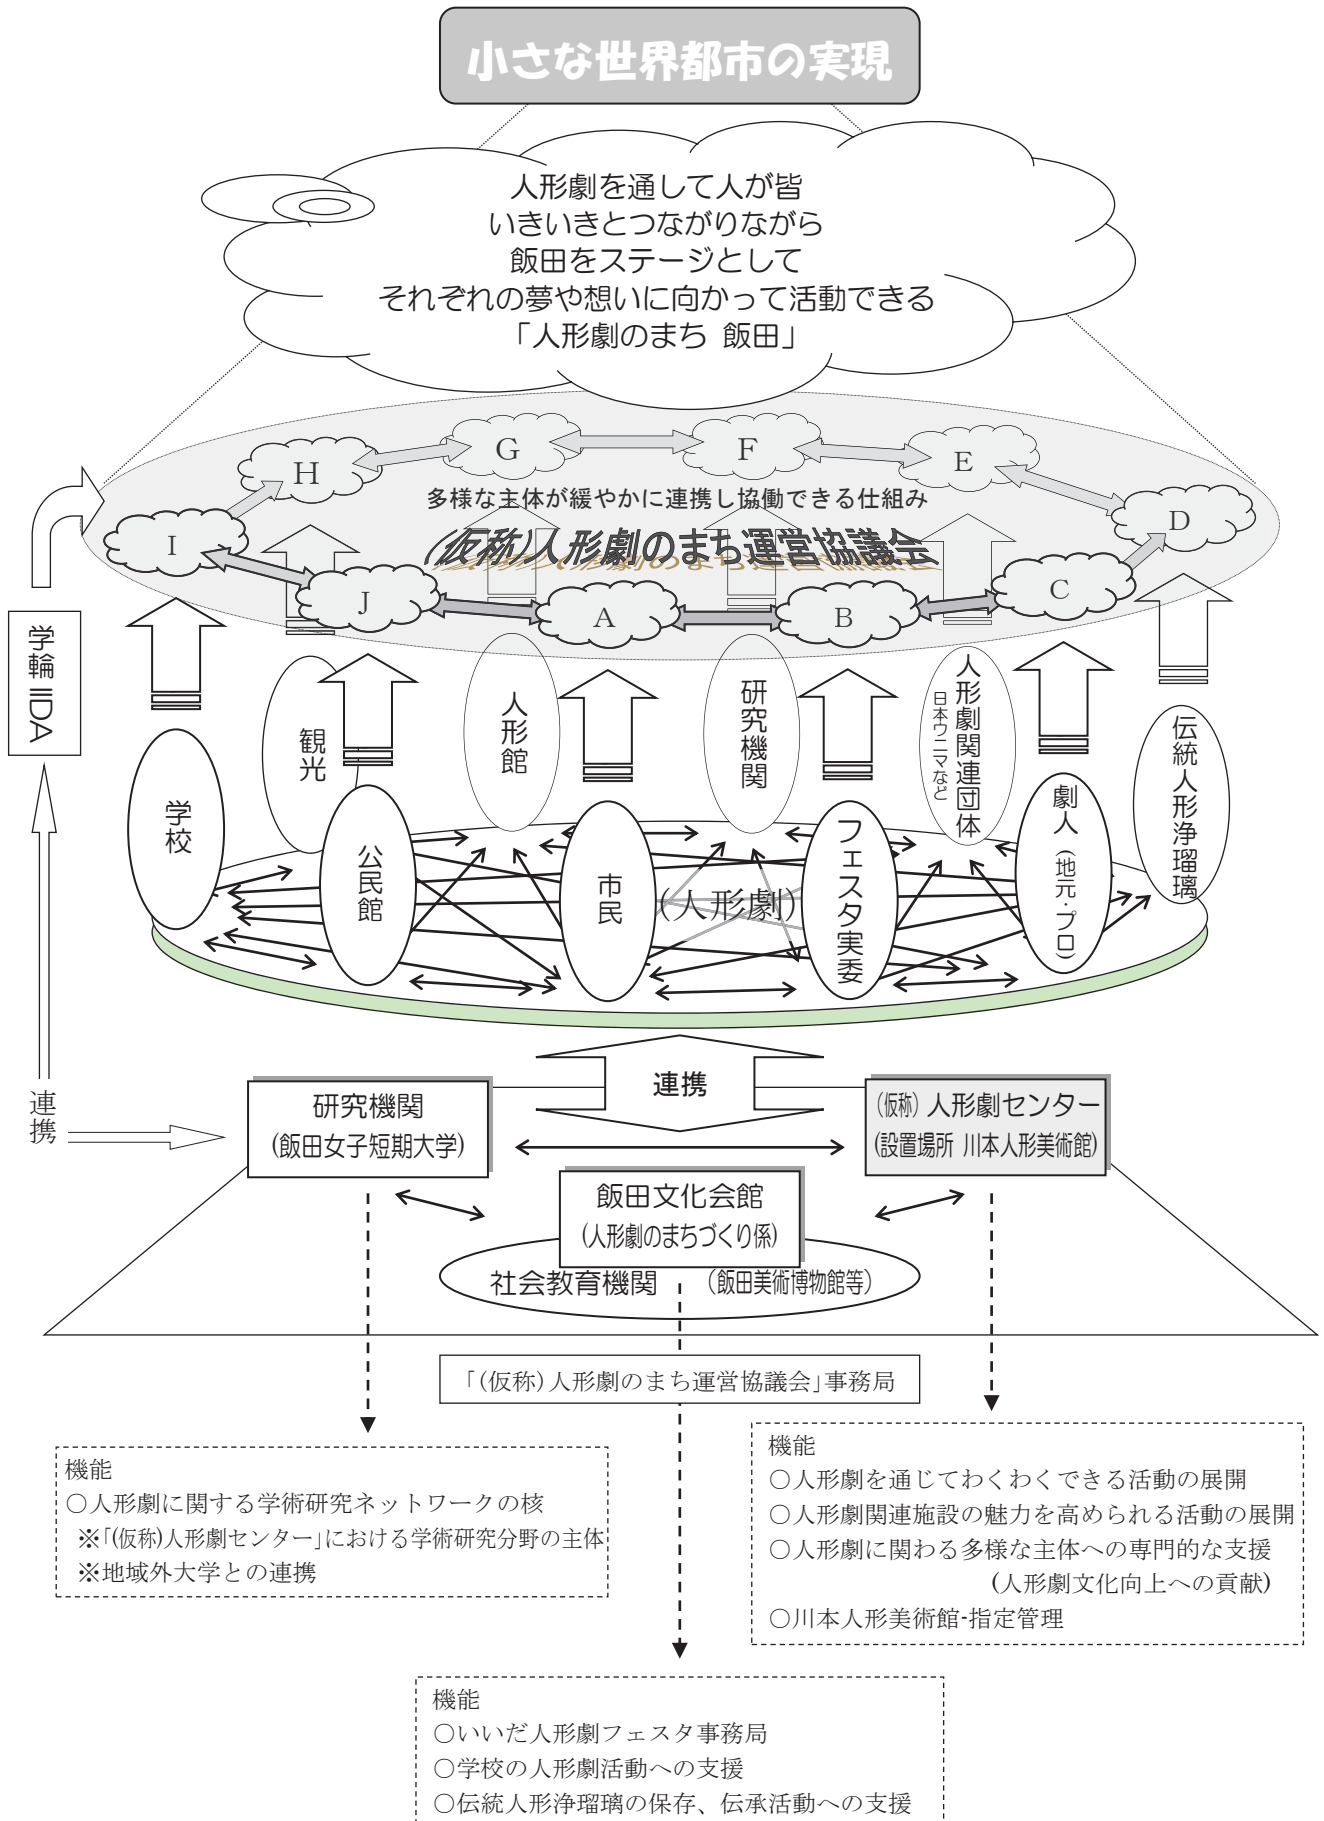 小さな世界都市の実現
人形劇を通して人が皆
いきいきとつながりながら
飯田をステージとして
それぞれの夢や想いに向かって活動できる
「人形劇のまち 飯田」
G
F
H
E
多様な主体が緩やかに連携し協働できる仕組み
D
I
(仮称)人形劇のまち運営協議会
J
A
B
C
学輪IIDA
観光
人形館
研究機関
人形劇関連団体
日本ウニマなど
伝統人形浄瑠璃
学校
公民館
市民
(人形劇)
フェスタ実委
劇人(地元・プロ)
連携
連携
研究機関
(飯田女子短期大学)
(仮称)人形劇センター
(設置場所 川本人形美術館)
飯田文化会館
(人形劇のまちづくり係)
社会教育機関 (飯田美術博物館等)
「(仮称)人形劇のまち運営協議会」事務局
機能
○人形劇に関する学術研究ネットワークの核
※「(仮称)人形劇センター」における学術研究分野の主体
※地域外大学との連携
機能
○人形劇を通じてわくわくできる活動の展開
○人形劇関連施設の魅力を高められる活動の展開
○人形劇に関わる多様な主体への専門的な支援
(人形劇文化向上への貢献)
○川本人形美術館-指定管理
機能
○いいだ人形劇フェスタ事務局
○学校の人形劇活動への支援
○伝統人形浄瑠璃の保存、伝承活動への支援